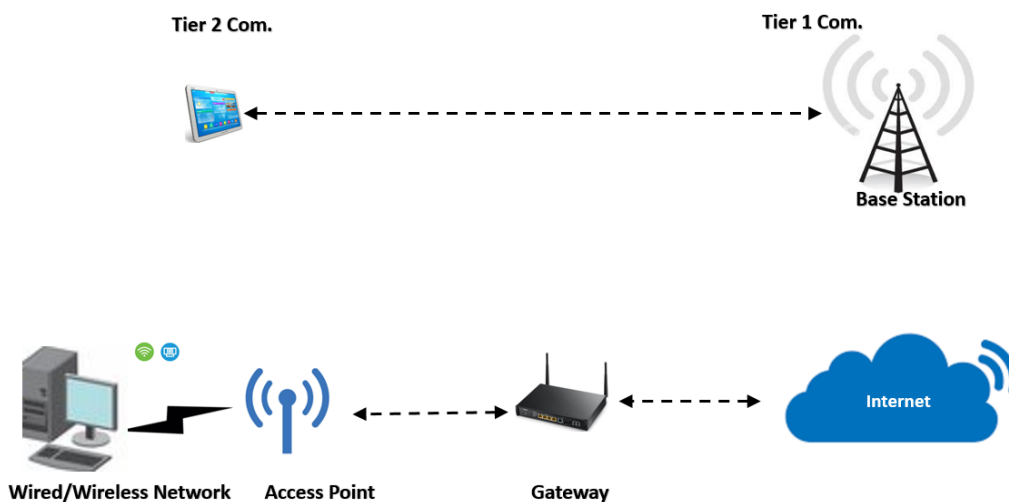 Tier 2 Com.
Tier 1 Com.
Base Station
Internet
Wired/Wireless Network
Access Point
Gateway